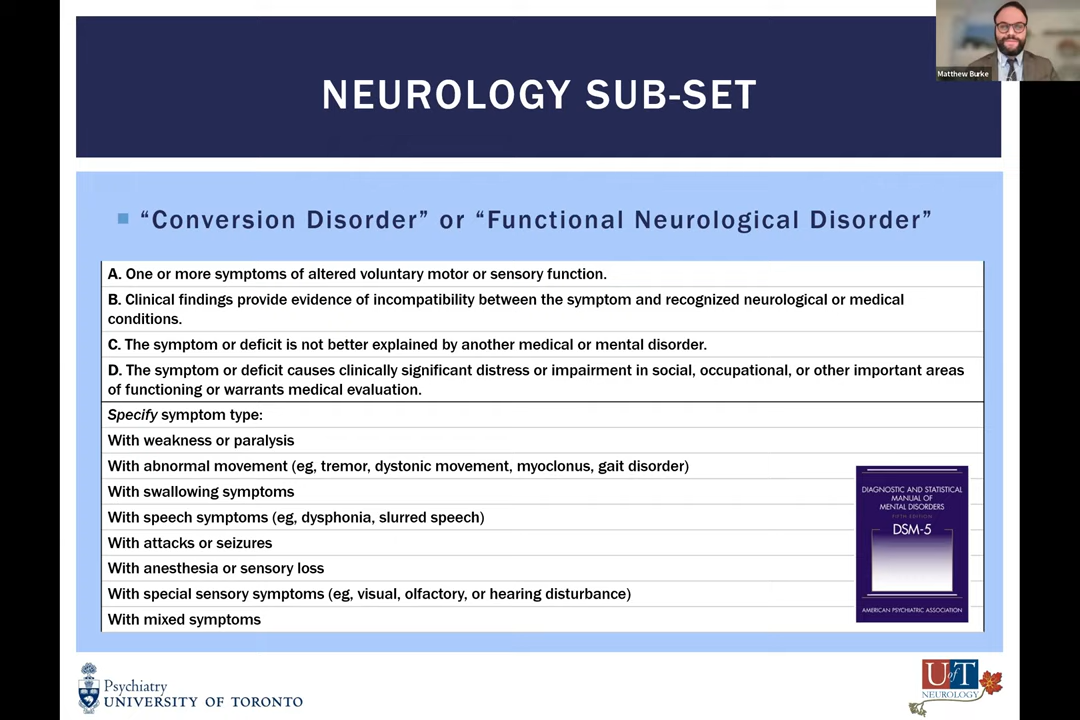 Matthew Burke
NEUROLOGY SUB-SET
“Conversion Disorder” or “Functional Neurological Disorder”
A. One or more symptoms of altered voluntary motor or sensory function.
B. Clinical findings provide evidence of incompatibility between the symptom and recognized neurological or medical
conditions.
C. The symptom or deficit is not better explained by another medical or mental disorder.
D. The symptom or deficit causes clinically significant distress or impairment in social, occupational, or other important areas
of functioning or warrants medical evaluation.
Specify symptom type:
With weakness or paralysis
With abnormal movement (eg, tremor, dystonic movement, myoclonus, gait disorder)
With swallowing symptoms
With speech symptoms (eg, dysphonia, slurred speech)
With attacks or seizures
With anesthesia or sensory loss
With special sensory symptoms (eg, visual, olfactory, or hearing disturbance)
With mixed symptoms
DIAGNOSTIC AND STATISTICAL
MANUAL OF
MENTAL DISORDERS
FIFTH EDITION
DSM-5
AMERICAN PSYCHIATRIC ASSOCIATION
Psychiatry
UNIVERSITY OF TORONTO
U of T
NEUROLOGY